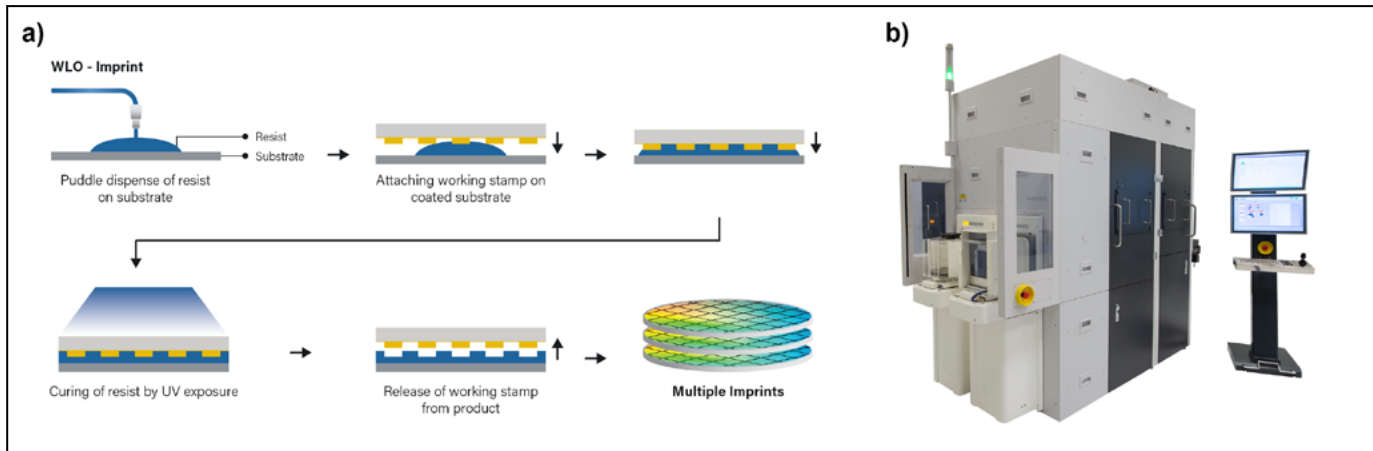 a)
WLO - Imprint
Resist
Substrate
Puddle dispense of resist
on substrate
Attaching working stamp on
coated substrate
Curing of resist by UV exposure
Release of working stamp
from product
Multiple Imprints
b)